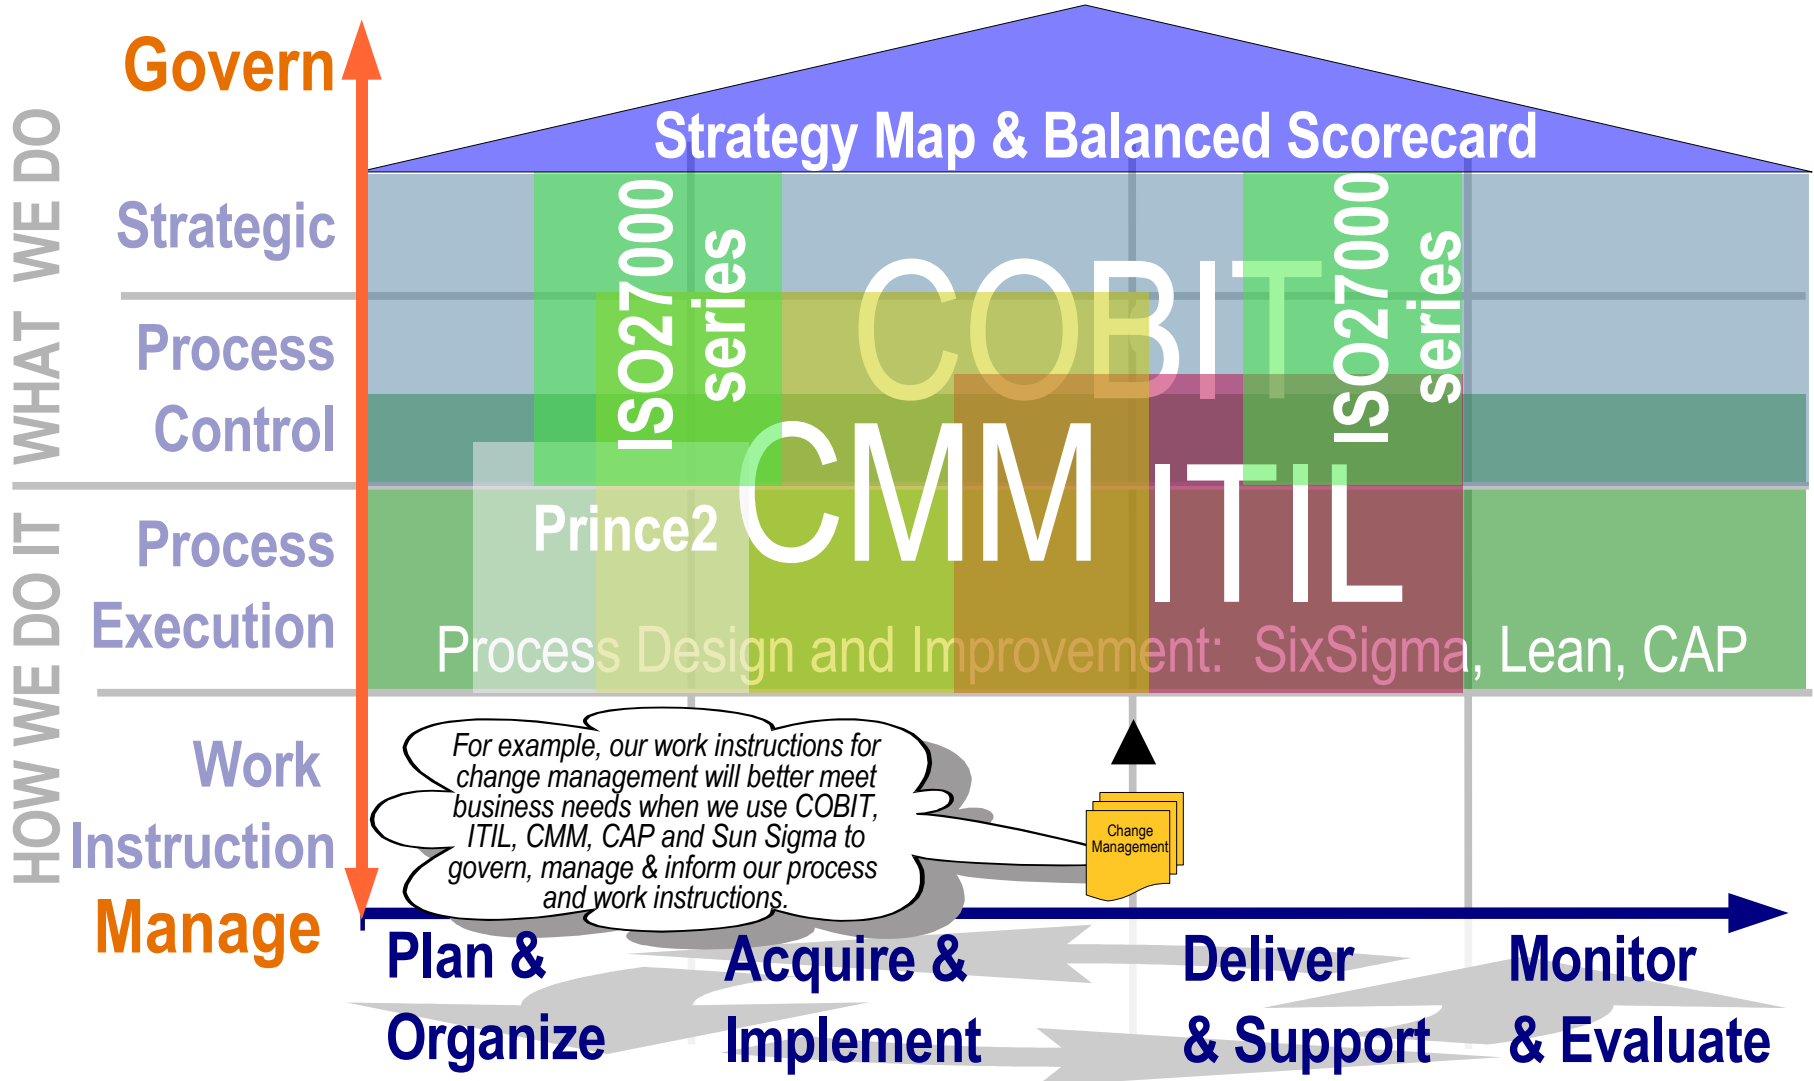 Govern
Strategy Map & Balanced Scorecard
WHAT WE DO
HOW WE DO IT
Strategic
Process
Control
Process
Execution
Work
Instruction
Manage
ISO27000
series
COBIT
ISO27000
series
CMM
ITIL
Prince2
Process Design and Improvement: SixSigma, Lean, CAP
For example, our work instructions for
change management will better meet
business needs when we use COBIT,
ITIL, CMM, CAP and Sun Sigma to
govern, manage & inform our process
and work instructions.
Change
Management
Plan &
Organize
Acquire &
Implement
Deliver
& Support
Monitor
& Evaluate